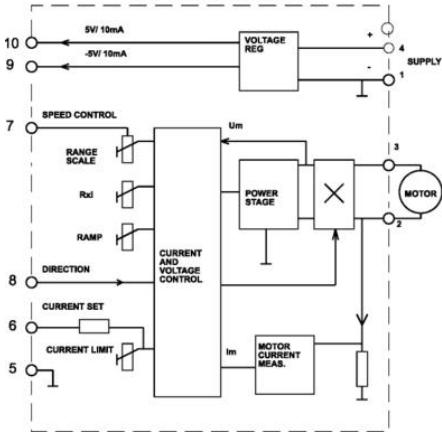 10
5V/ 10mA
-5V/ 10mA
9
VOLTAGE
REG
+
4
SUPPLY
-
1
7
SPEED CONTROL
RANGE
SCALE
RxI
RAMP
8
DIRECTION
CURRENT
AND
VOLTAGE
CONTROL
Um
POWER
STAGE
3
MOTOR
2
6
CURRENT SET
CURRENT LIMIT
5
Im
MOTOR
CURRENT
MEAS.